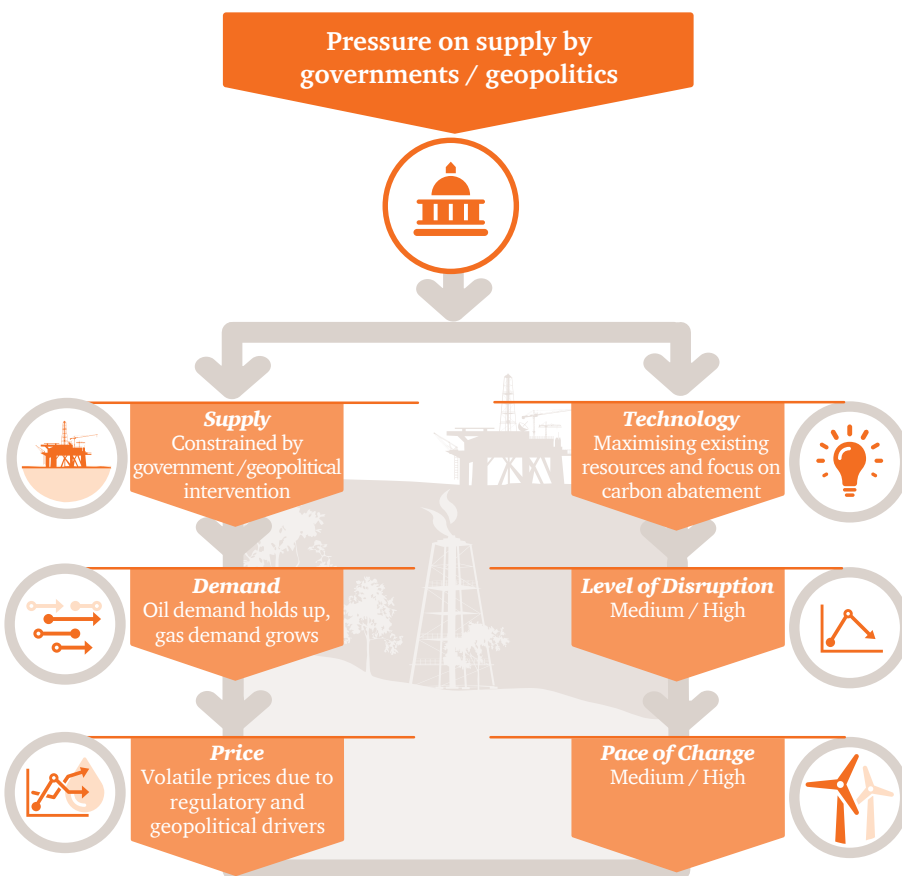 Pressure on supply by
governments / geopolitics
Supply
Constrained by
government /geopolitical
intervention
Demand
Oil demand holds up,
gas demand grows
Price
Volatile prices due to
regulatory and
geopolitical drivers
Technology
Maximising existing
resources and focus on
carbon abatement
Level of Disruption
Medium / High
Pace of Change
Medium / High